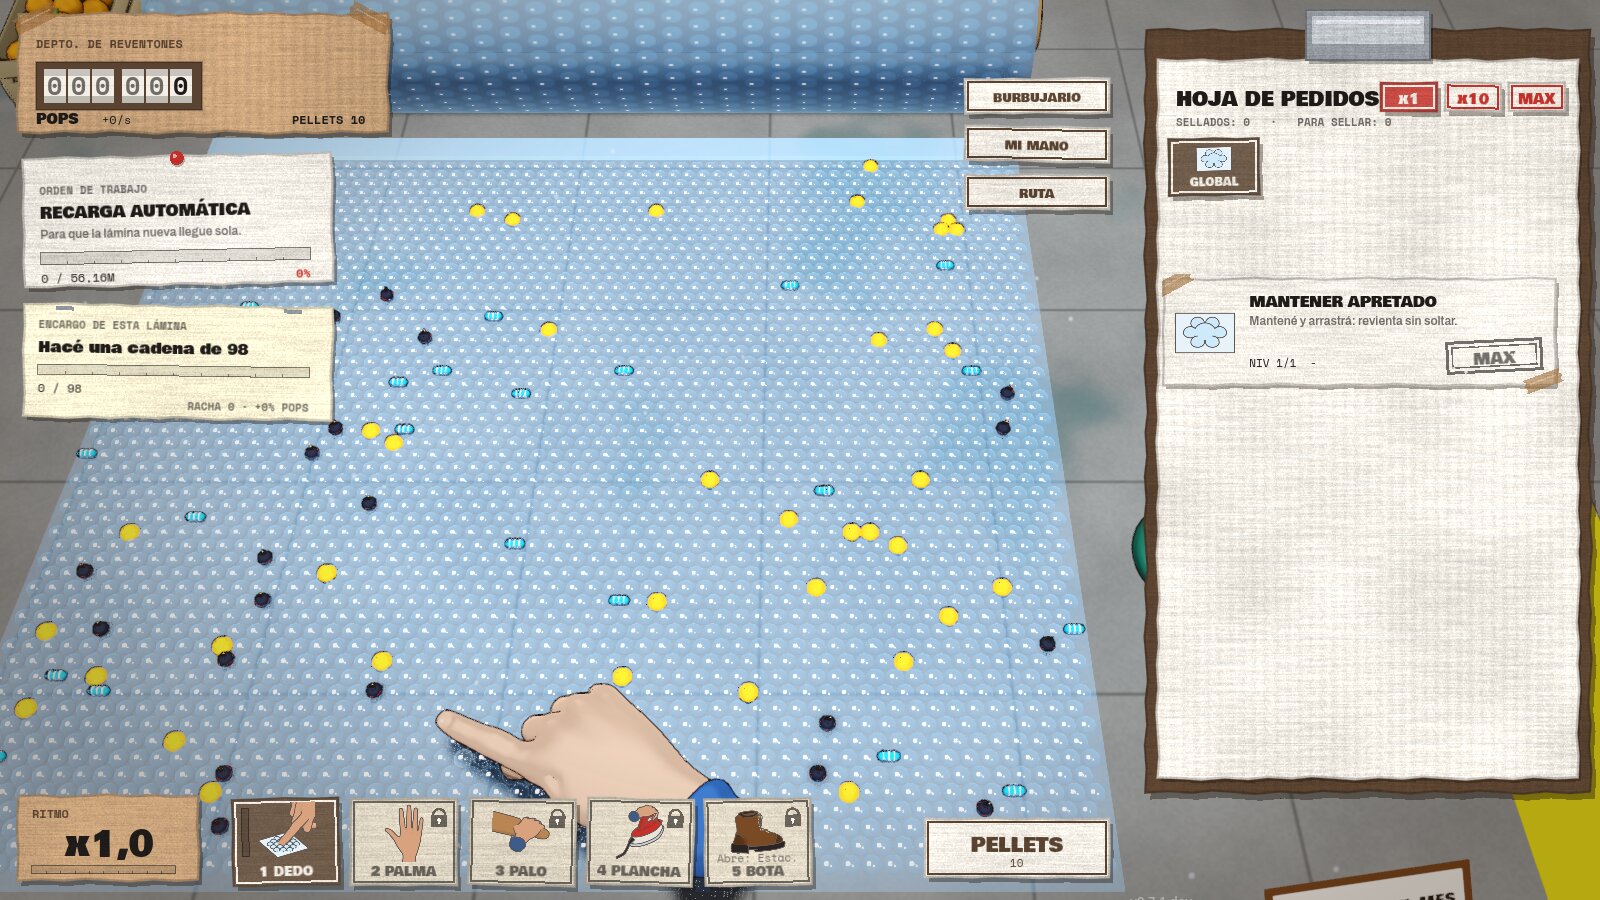 DEPTO. DE REVENTONES
000000
POPS +0/s PELLETS 10
ORDEN DE TRABAJO
RECARGA AUTOMÁTICA
Para que la lámina nueva llegue sola.
0 / 56.16M 0%
ENCARGO DE ESTA LÁMINA
Hacé una cadena de 98
0 / 98
RACHA 0 - +0% POPS
BURBUJARIO
MI MANO
RUTA
HOJA DE PEDIDOS x1 x10 MAX
SELLADOS: 0 · PARA SELLAR: 0
GLOBAL
MANTENER APRETADO
Mantené y arrastrá: revienta sin soltar.
NIV 1/1 -
MAX
RITMO
x1,0
1 DEDO
2 PALMA
3 PALO
4 PLANCHA
Abre: Estac.
5 BOTA
PELLETS
10